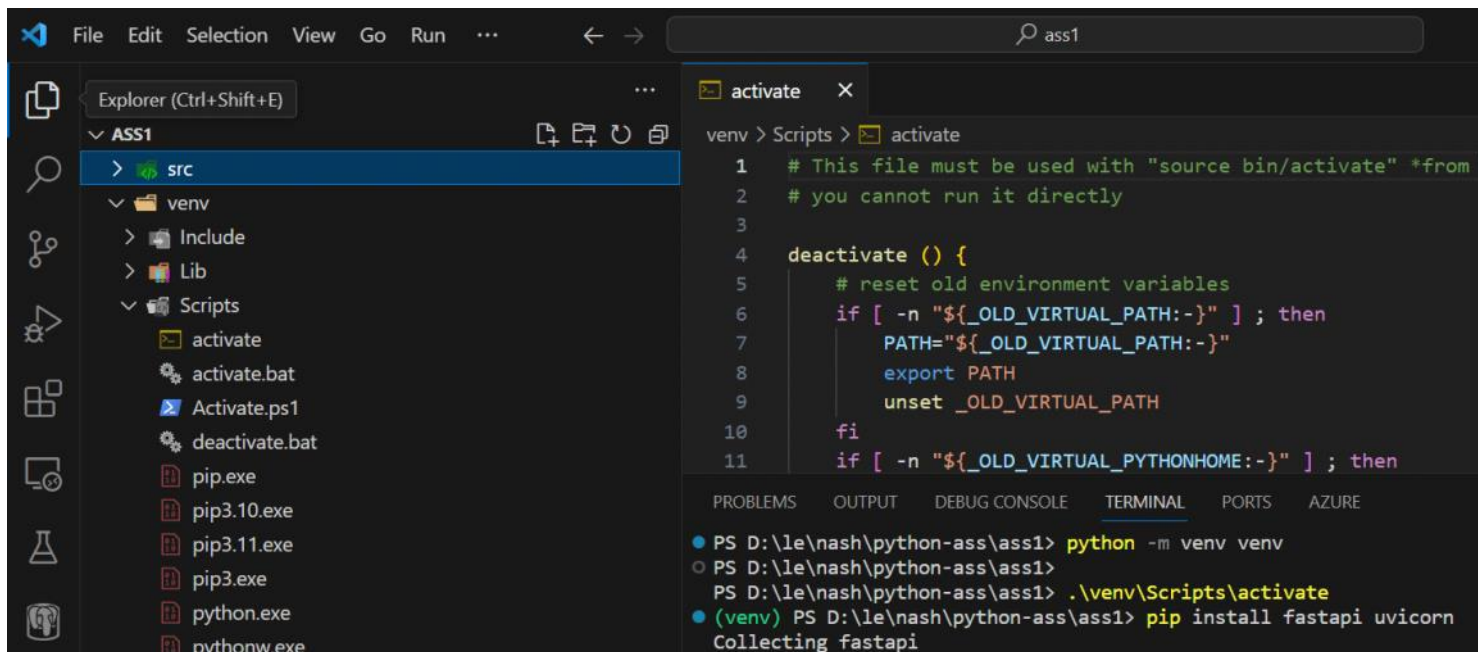 File Edit Selection View Go Run ··· ← → ass1
Explorer (Ctrl+Shift+E) ···
ASS1
src
venv
Include
Lib
Scripts
activate
activate.bat
Activate.ps1
deactivate.bat
pip.exe
pip3.10.exe
pip3.11.exe
pip3.exe
python.exe
pythonw.exe
activate ×
venv > Scripts > activate
1 # This file must be used with "source bin/activate" *from
2 # you cannot run it directly
3
4 deactivate () {
5 # reset old environment variables
6 if [ -n "${_OLD_VIRTUAL_PATH:-}" ] ; then
7 PATH="${_OLD_VIRTUAL_PATH:-}"
8 export PATH
9 unset _OLD_VIRTUAL_PATH
10 fi
11 if [ -n "${_OLD_VIRTUAL_PYTHONHOME:-}" ] ; then
PROBLEMS OUTPUT DEBUG CONSOLE TERMINAL PORTS AZURE
PS D:\le\nash\python-ass\ass1> python -m venv venv
PS D:\le\nash\python-ass\ass1>
PS D:\le\nash\python-ass\ass1> .\venv\Scripts\activate
(venv) PS D:\le\nash\python-ass\ass1> pip install fastapi uvicorn
Collecting fastapi